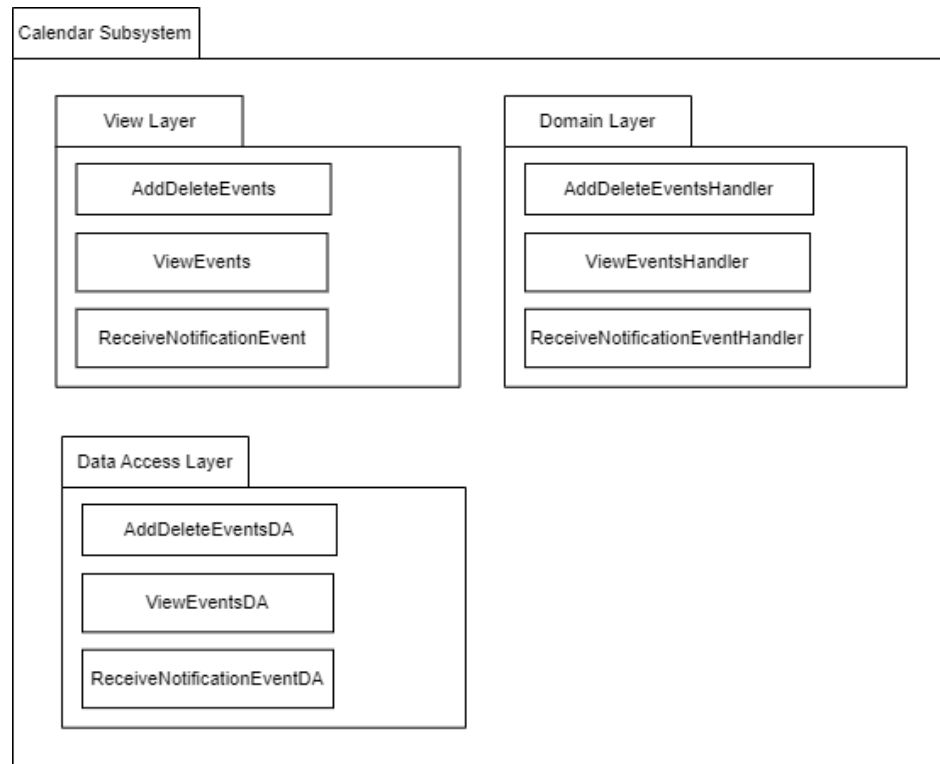 Calendar Subsystem
View Layer
AddDeleteEvents
ViewEvents
ReceiveNotificationEvent
Domain Layer
AddDeleteEventsHandler
ViewEventsHandler
ReceiveNotificationEventHandler
Data Access Layer
AddDeleteEventsDA
ViewEventsDA
ReceiveNotificationEventDA